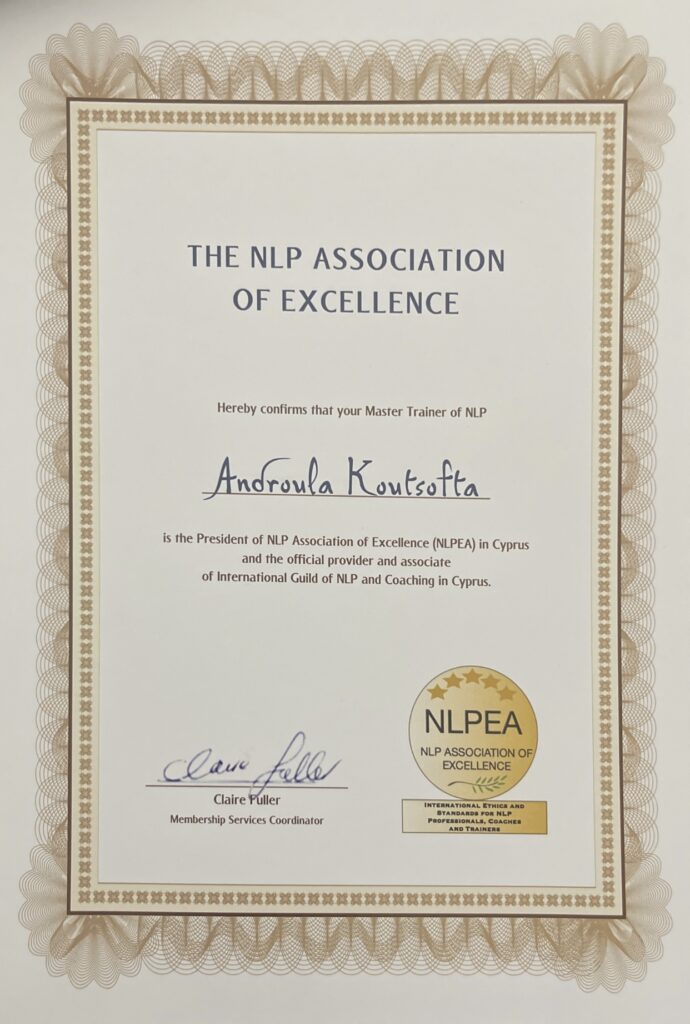 THE NLP ASSOCIATION
OF EXCELLENCE
Hereby confirms that your Master Trainer of NLP
Androula Koutsofta
is the President of NLP Association of Excellence (NLPEA) in Cyprus
and the official provider and associate
of International Guild of NLP and Coaching in Cyprus.
Claire Fuller
Claire Fuller
Membership Services Coordinator
NLPEA
NLP ASSOCIATION OF
EXCELLENCE
International Ethics and
Standards for NLP
Professionals, Coaches
and Trainers